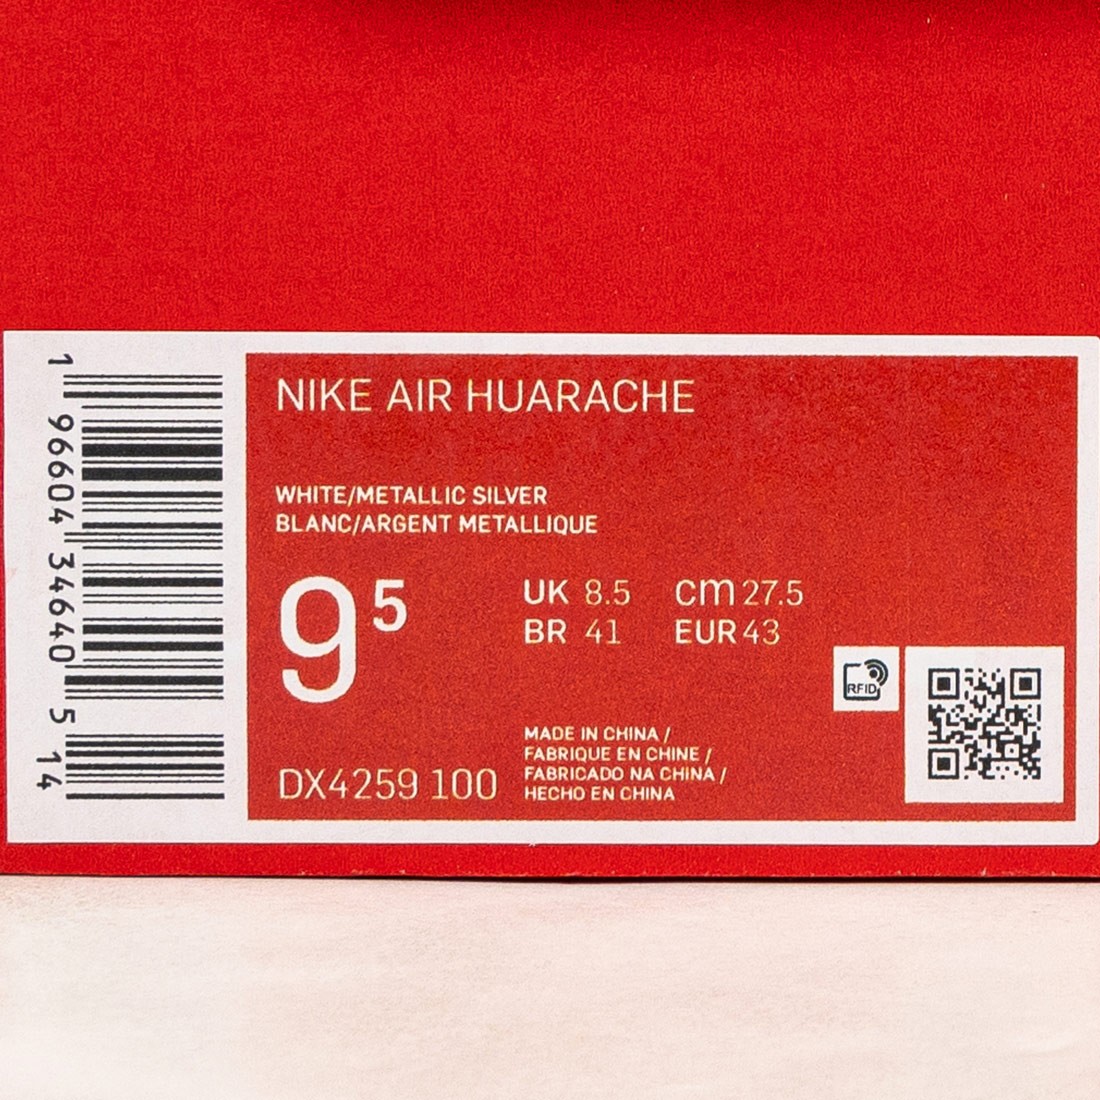 1 96604 34640 5 14
NIKE AIR HUARACHE
WHITE/METALLIC SILVER
BLANC/ARGENT METALLIQUE
9 5
UK 8.5 cm 27.5
BR 41 EUR 43
RFID
MADE IN CHINA /
FABRIQUE EN CHINE /
FABRICADO NA CHINA /
HECHO EN CHINA
DX4259 100